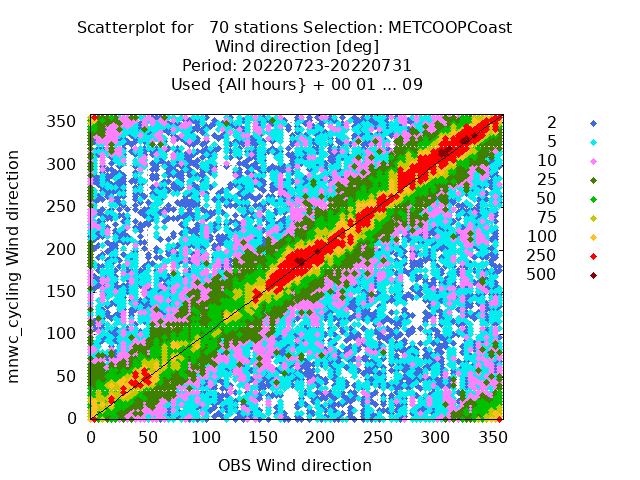 Scatterplot for   70 stations Selection: METCOOPCoast
Wind direction [deg]
Period: 20220723-20220731
Used {All hours} + 00 01 ... 09
mnwc_cycling Wind direction
350
300
250
200
150
100
50
0
0 50 100 150 200 250 300 350
OBS Wind direction
2
5
10
25
50
75
100
250
500